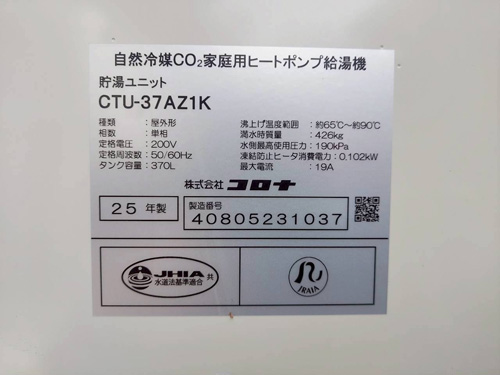 自然冷媒CO₂家庭用ヒートポンプ給湯機
貯湯ユニット
CTU-37AZ1K
種類 : 屋外形
相数 : 単相
定格電圧 : 200V
定格周波数 : 50/60Hz
タンク容量 : 370L
沸上げ温度範囲 : 約65℃～約90℃
満水時質量 : 426kg
水側最高使用圧力 : 190kPa
凍結防止ヒータ消費電力 : 0.102kW
最大電流 : 19A
株式会社 コロナ
25 年製
製造番号
40805231037
JHIA 共
水道法基準適合
JRAIA